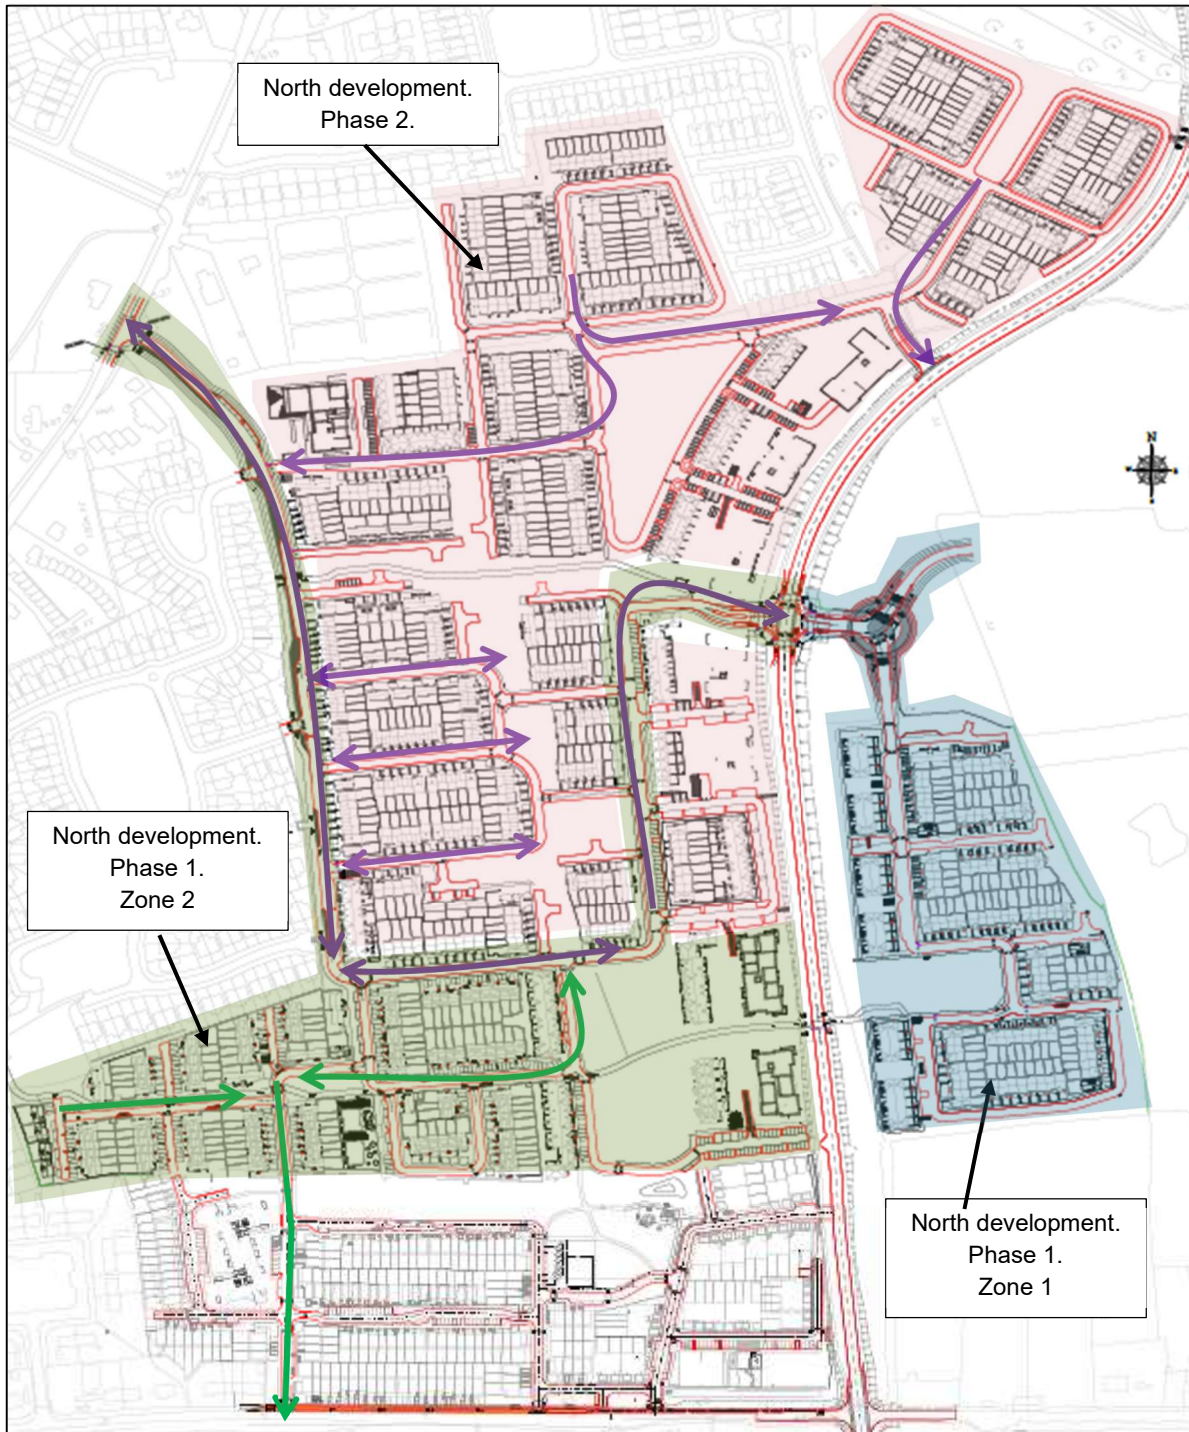 North development.
Phase 2.
N
North development.
Phase 1.
Zone 2
North development.
Phase 1.
Zone 1